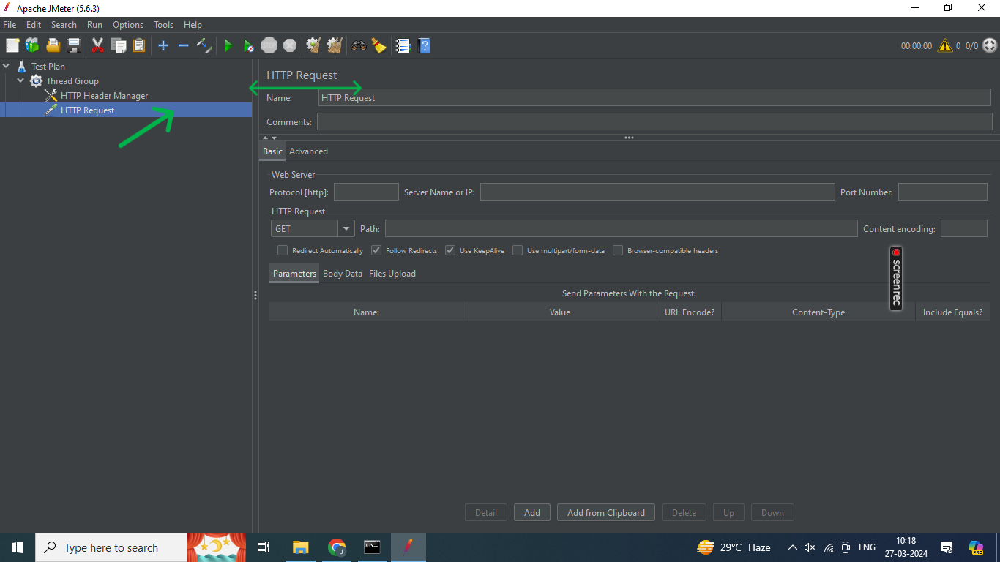 Apache JMeter (5.6.3)
File Edit Search Run Options Tools Help
STOP
00:00:00 0 0/0
Test Plan
Thread Group
HTTP Header Manager
HTTP Request
HTTP Request
Name: HTTP Request
Comments:
Basic Advanced
Web Server
Protocol [http]: Server Name or IP: Port Number:
HTTP Request
GET Path: Content encoding:
Redirect Automatically Follow Redirects Use KeepAlive Use multipart/form-data Browser-compatible headers
Parameters Body Data Files Upload
Send Parameters With the Request:
Name: Value URL Encode? Content-Type Include Equals?
screenrec
Detail Add Add from Clipboard Delete Up Down
Type here to search
29°C Haze
ENG
10:18
27-03-2024
PRE